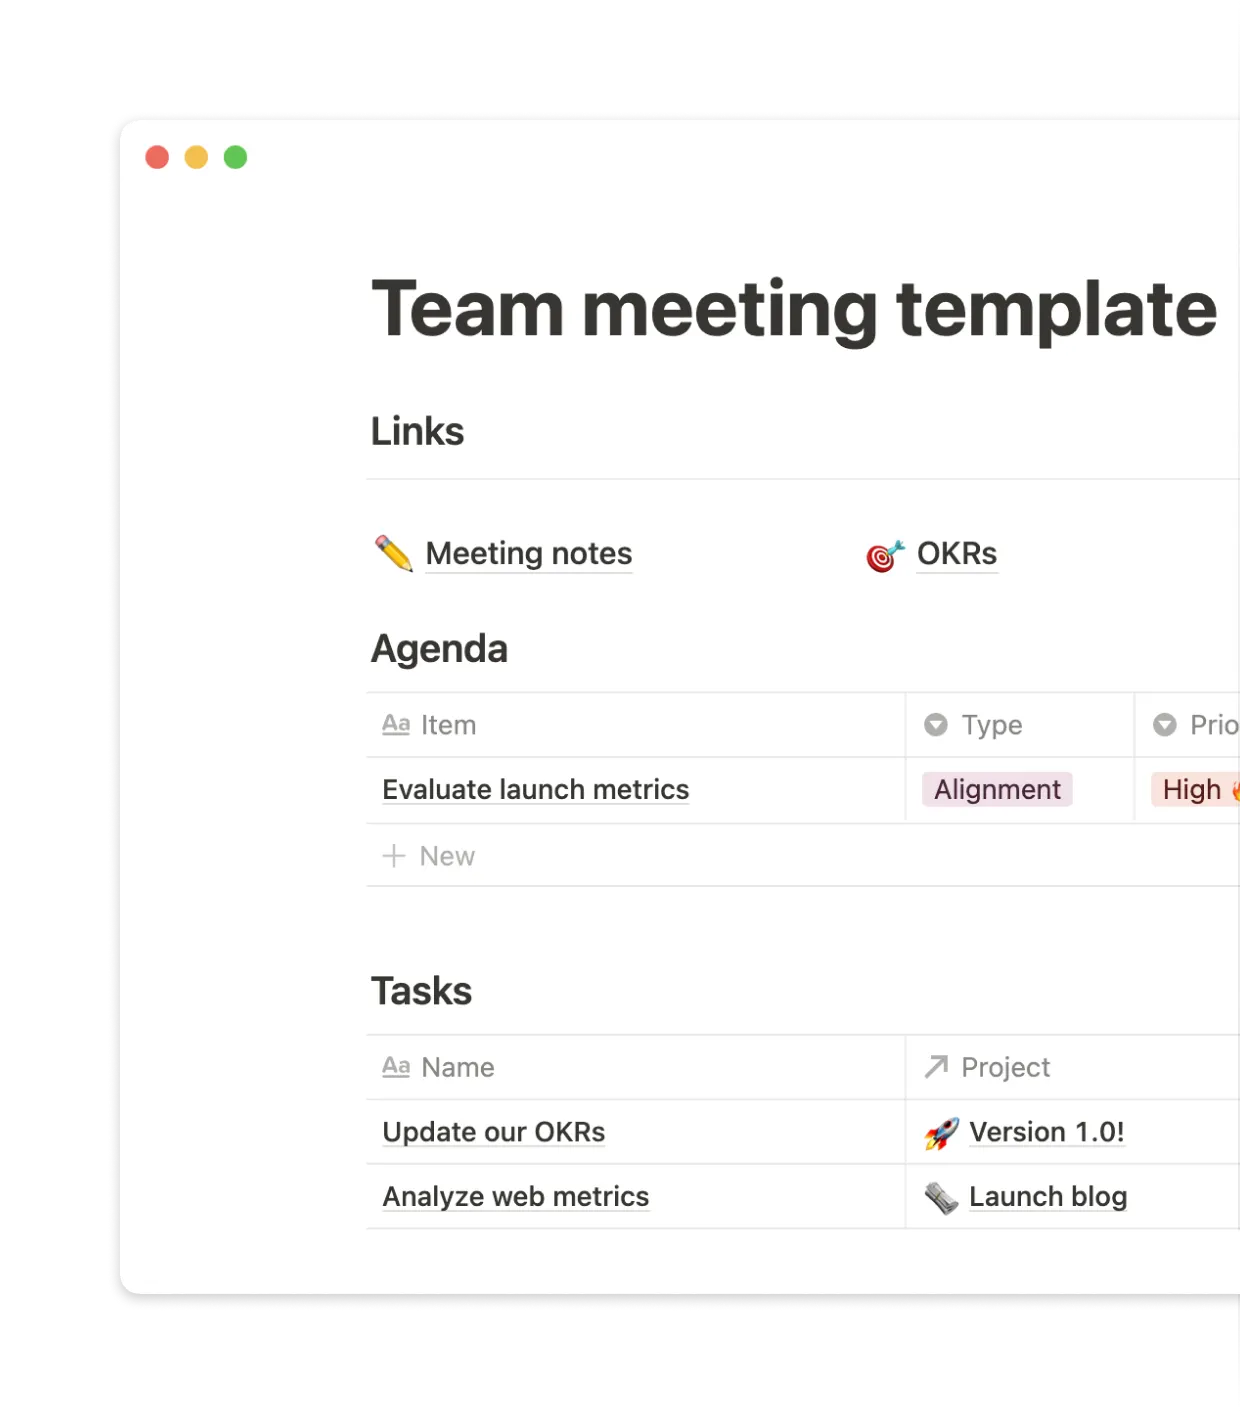 Team meeting template
Links
Meeting notes OKRs
Agenda
Aa Item Type Prio
Evaluate launch metrics Alignment High
+ New
Tasks
Aa Name Project
Update our OKRs Version 1.0!
Analyze web metrics Launch blog